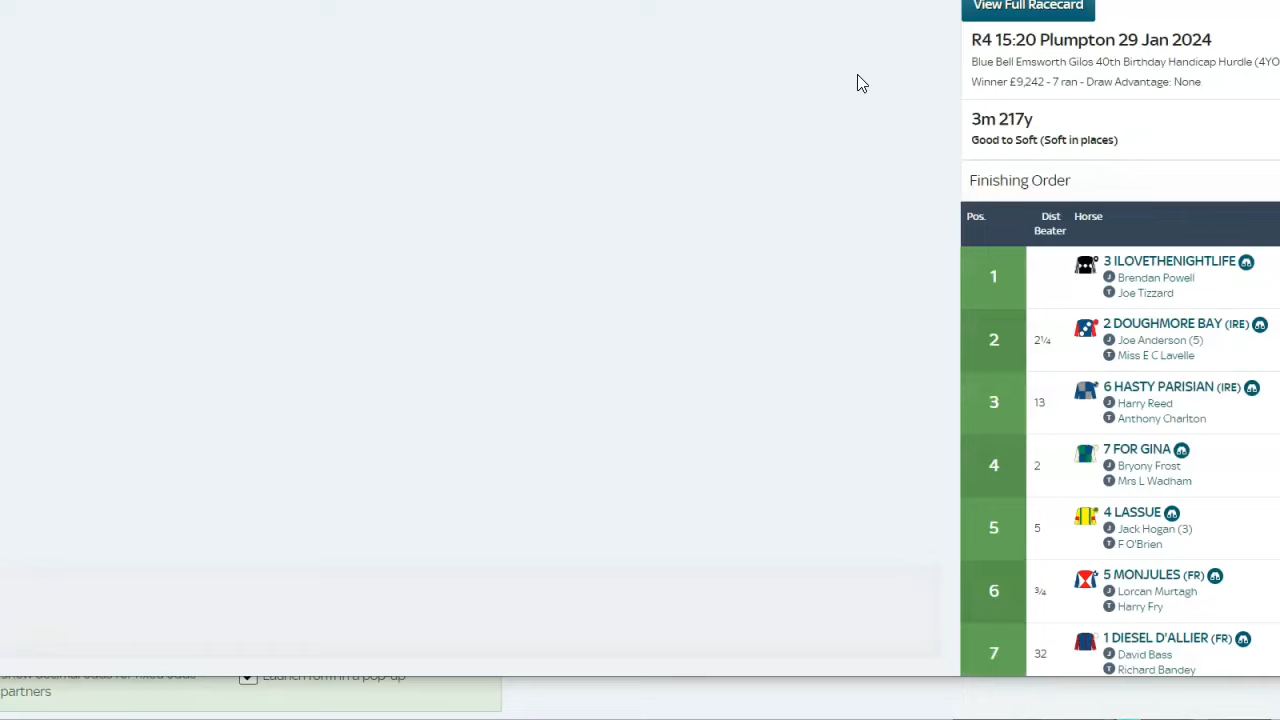 View Full Racecard
R4 15:20 Plumpton 29 Jan 2024
Blue Bell Emsworth Gilos 40th Birthday Handicap Hurdle (4YO
Winner £9,242 - 7 ran - Draw Advantage: None
3m 217y
Good to Soft (Soft in places)
Finishing Order
Pos. Dist Beater Horse
1 3 ILOVETHENIGHTLIFE
J Brendan Powell
T Joe Tizzard
2 2¼ 2 DOUGHMORE BAY (IRE)
J Joe Anderson (5)
T Miss E C Lavelle
3 13 6 HASTY PARISIAN (IRE)
J Harry Reed
T Anthony Charlton
4 2 7 FOR GINA
J Bryony Frost
T Mrs L Wadham
5 5 4 LASSUE
J Jack Hogan (3)
T F O'Brien
6 ¾ 5 MONJULES (FR)
J Lorcan Murtagh
T Harry Fry
7 32 1 DIESEL D'ALLIER (FR)
J David Bass
T Richard Bandey
Launch form in a pop-up
partners